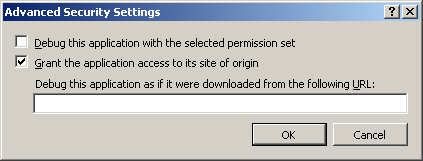 Advanced Security Settings
Debug this application with the selected permission set
Grant the application access to its site of origin
Debug this application as if it were downloaded from the following URL:
OK Cancel